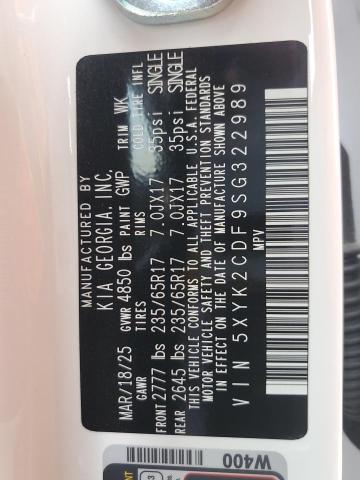 MANUFACTURED BY
KIA GEORGIA, INC.
MAR/18/25 GVWR 4850 lbs PAINT GWP TRIM WK
GAWR TIRES RIMS COLD TIRE INFL
FRONT 2777 lbs 235/65R17 7.0JX17 35psi SINGLE
REAR 2645 lbs 235/65R17 7.0JX17 35psi SINGLE
THIS VEHICLE CONFORMS TO ALL APPLICABLE U.S.A. FEDERAL
MOTOR VEHICLE SAFETY AND THEFT PREVENTION STANDARDS
IN EFFECT ON THE DATE OF MANUFACTURE SHOWN ABOVE.
VIN 5XYK2CDF9SG322989
MPV
W400